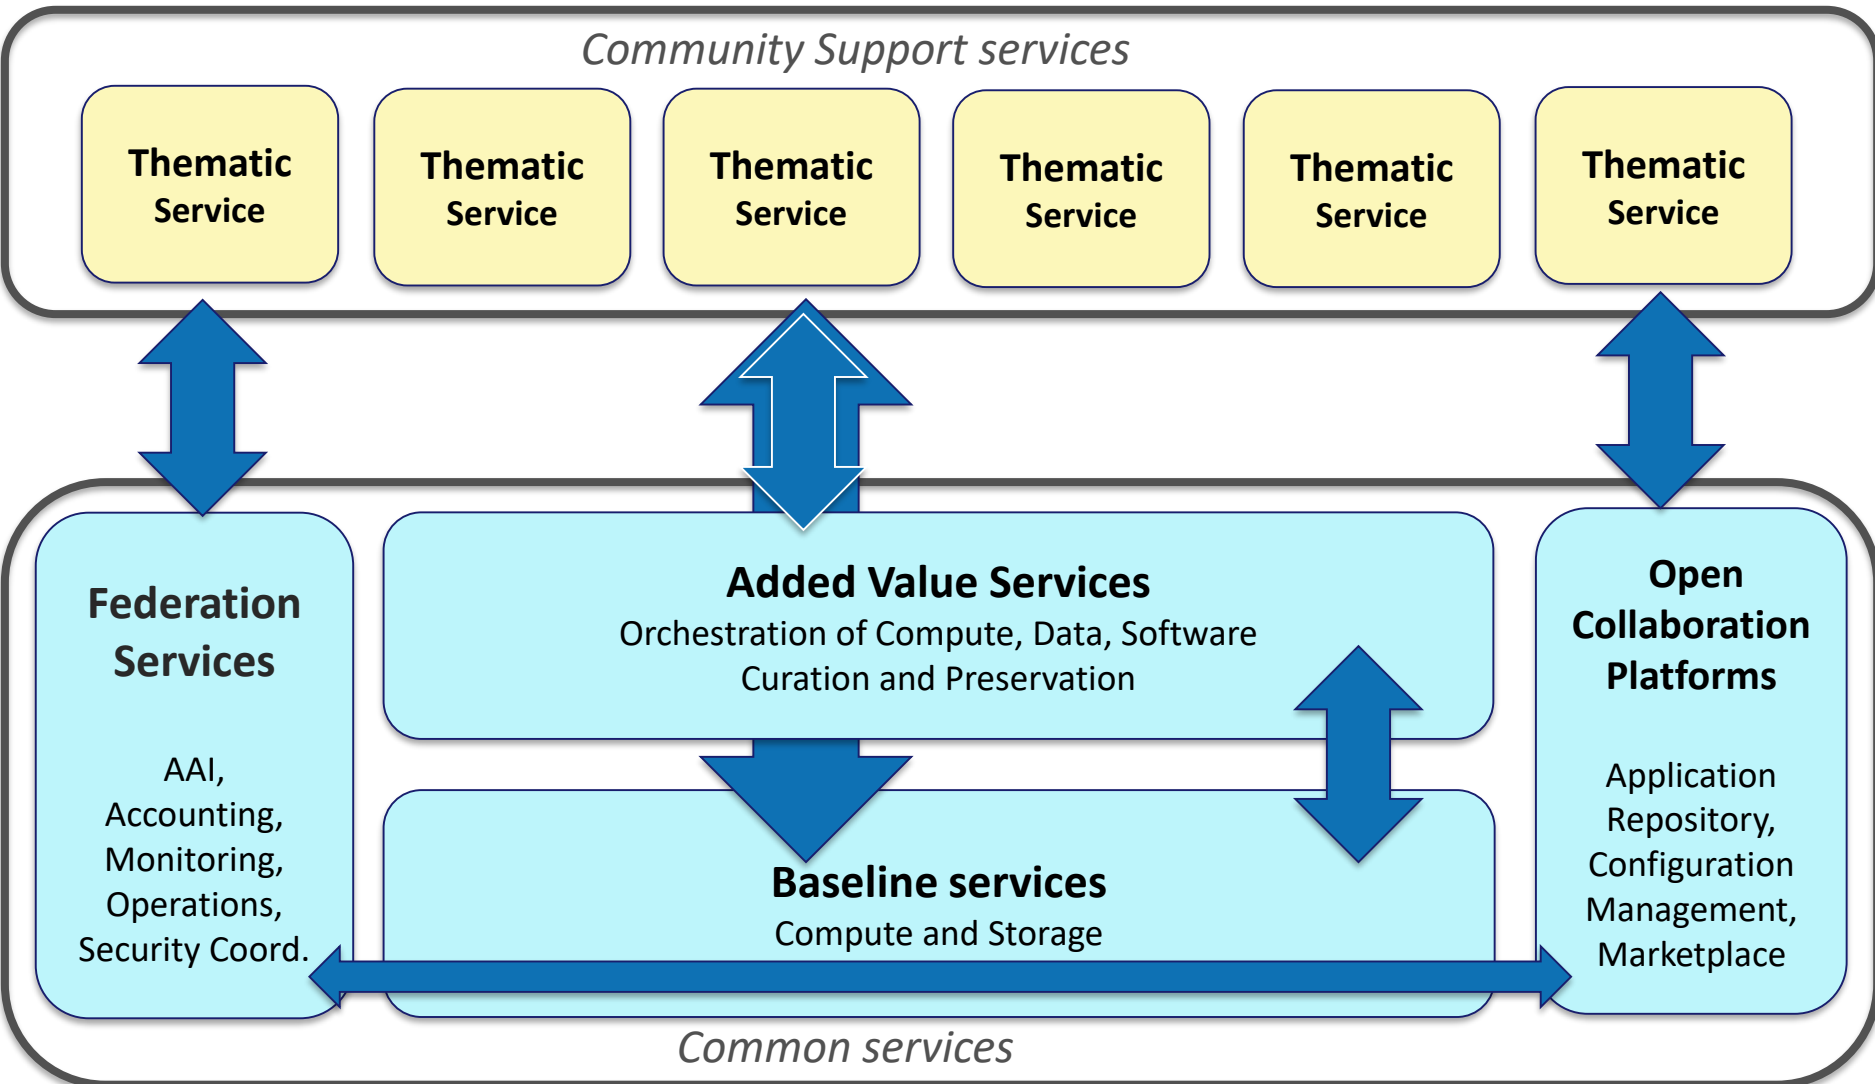 Community Support services
Thematic
Service
Thematic
Service
Thematic
Service
Thematic
Service
Thematic
Service
Thematic
Service
Federation
Services
AAI,
Accounting,
Monitoring,
Operations,
Security Coord.
Added Value Services
Orchestration of Compute, Data, Software
Curation and Preservation
Baseline services
Compute and Storage
Open
Collaboration
Platforms
Application
Repository,
Configuration
Management,
Marketplace
Common services